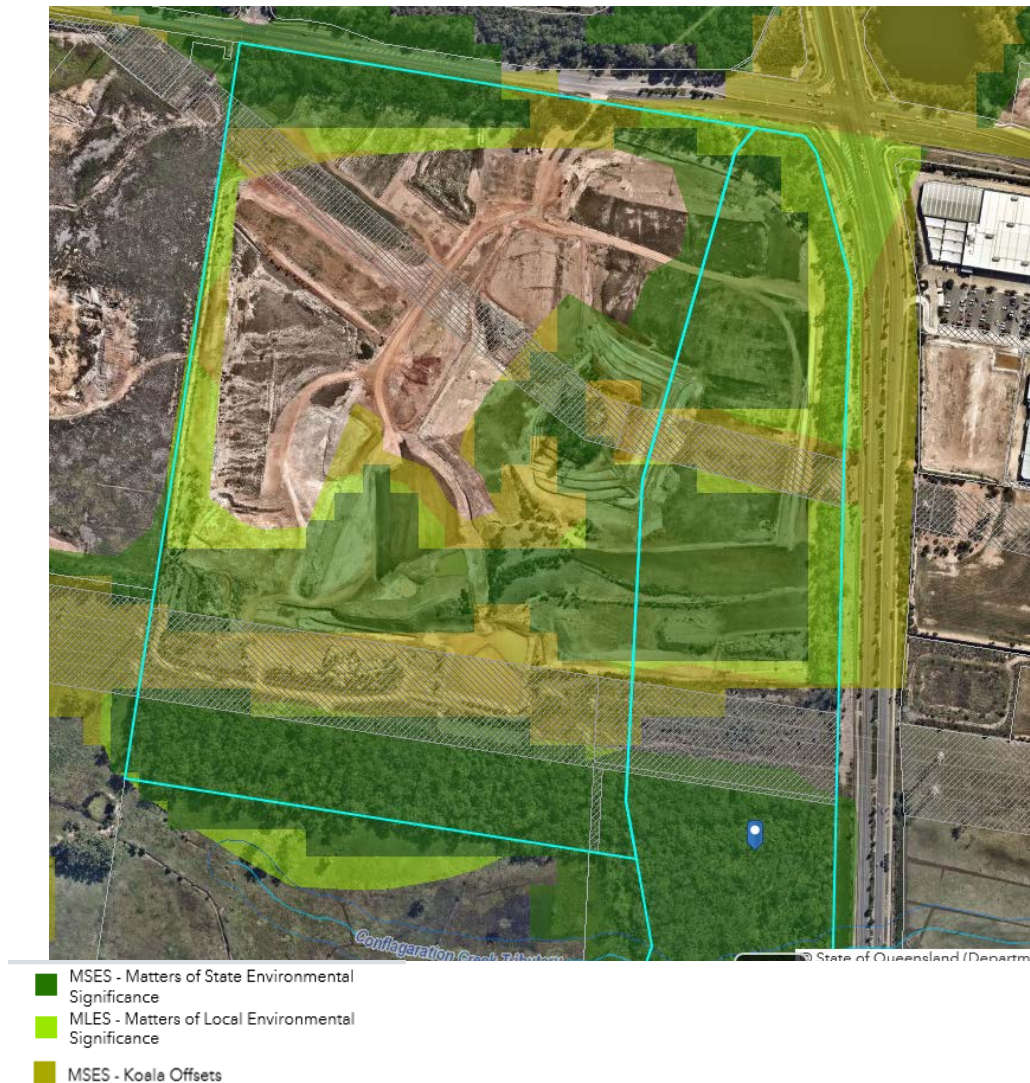 Conflagaration Creek Tributary
© State of Queensland (Departm
MSES - Matters of State Environmental
Significance
MLES - Matters of Local Environmental
Significance
MSES - Koala Offsets